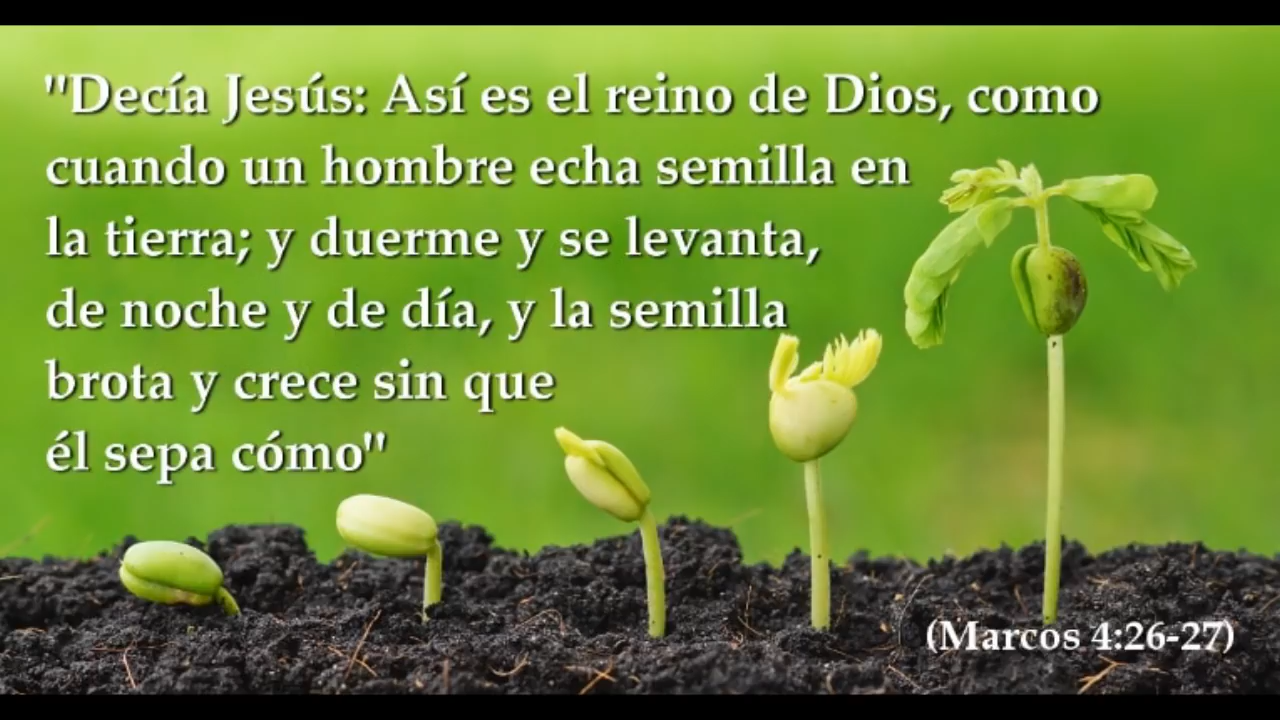 "Decía Jesús: Así es el reino de Dios, como
cuando un hombre echa semilla en
la tierra; y duerme y se levanta,
de noche y de día, y la semilla
brota y crece sin que
él sepa cómo"
(Marcos 4:26-27)